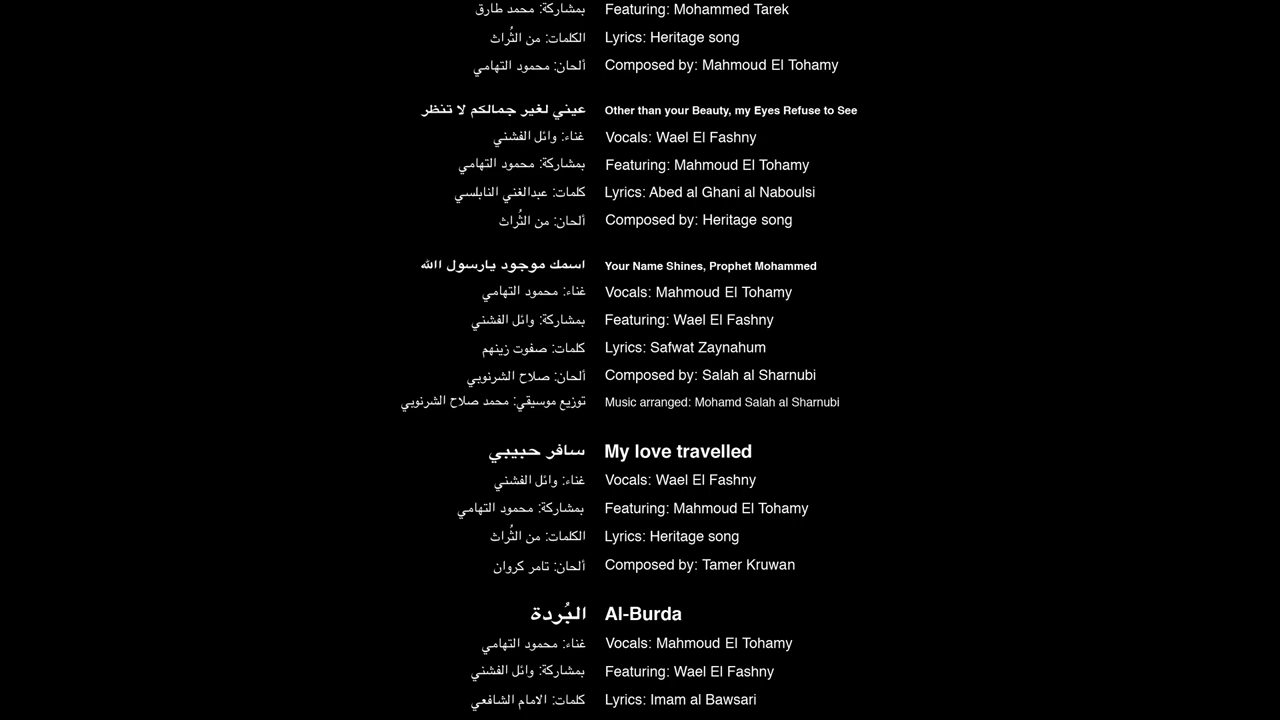 بمشاركة: محمد طارق Featuring: Mohammed Tarek
الكلمات: من التُراث Lyrics: Heritage song
ألحان: محمود التهامي Composed by: Mahmoud El Tohamy
عيني لغير جمالكم لا تنظر Other than your Beauty, my Eyes Refuse to See
غناء: وائل الفشني Vocals: Wael El Fashny
بمشاركة: محمود التهامي Featuring: Mahmoud El Tohamy
كلمات: عبدالغني النابلسي Lyrics: Abed al Ghani al Naboulsi
ألحان: من التُراث Composed by: Heritage song
اسمك موجود يارسول االله Your Name Shines, Prophet Mohammed
غناء: محمود التهامي Vocals: Mahmoud El Tohamy
بمشاركة: وائل الفشني Featuring: Wael El Fashny
كلمات: صفوت زينهم Lyrics: Safwat Zaynahum
ألحان: صلاح الشرنوبي Composed by: Salah al Sharnubi
توزيع موسيقي: محمد صلاح الشرنوبي Music arranged: Mohamd Salah al Sharnubi
سافر حبيبي My love travelled
غناء: وائل الفشني Vocals: Wael El Fashny
بمشاركة: محمود التهامي Featuring: Mahmoud El Tohamy
الكلمات: من التُراث Lyrics: Heritage song
ألحان: تامر كروان Composed by: Tamer Kruwan
البُردة Al-Burda
غناء: محمود التهامي Vocals: Mahmoud El Tohamy
بمشاركة: وائل الفشني Featuring: Wael El Fashny
كلمات: الامام الشافعي Lyrics: Imam al Bawsari